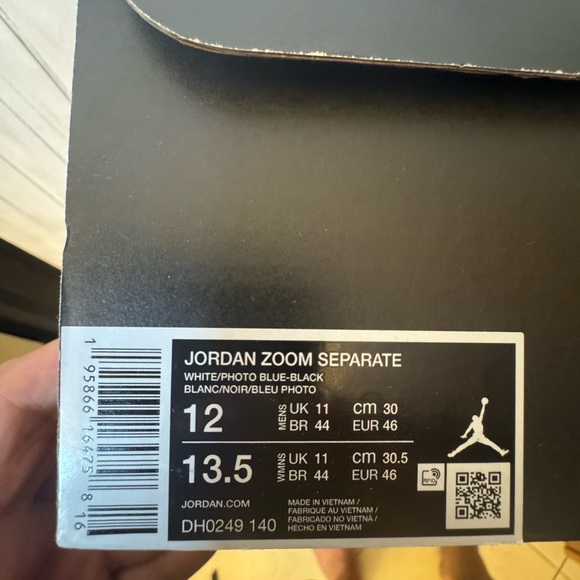 JORDAN ZOOM SEPARATE
WHITE/PHOTO BLUE-BLACK
BLANC/NOIR/BLEU PHOTO
12 MENS UK 11 cm 30
BR 44 EUR 46
13.5 WMNS UK 11 cm 30.5
BR 44 EUR 46
RFID
JORDAN.COM
DH0249 140
MADE IN VIETNAM /
FABRIQUE AU VIETNAM /
FABRICADO NO VIETNÃ /
HECHO EN VIETNAM
1 95866 16475 8 16